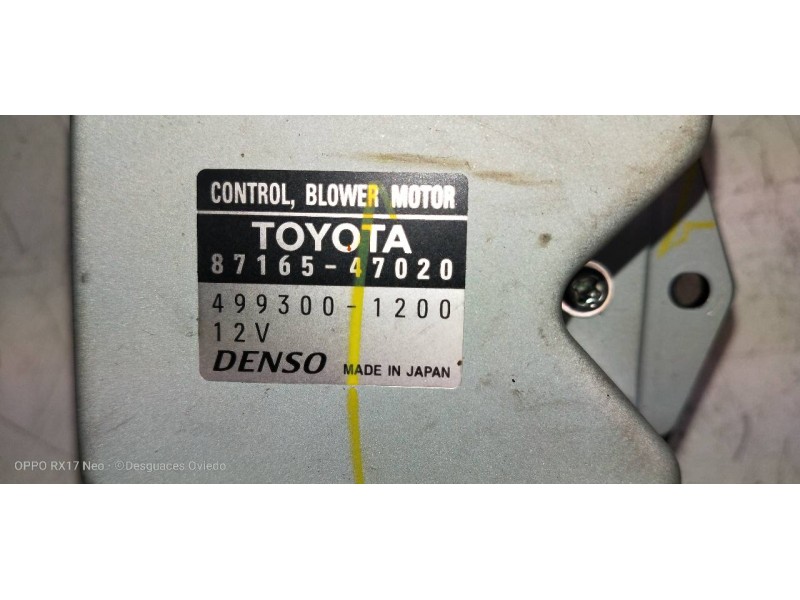 CONTROL, BLOWER MOTOR
TOYOTA
87165-47020
499300-1200
12V
DENSO MADE IN JAPAN
OPPO RX17 Neo · ©Desguaces Oviedo